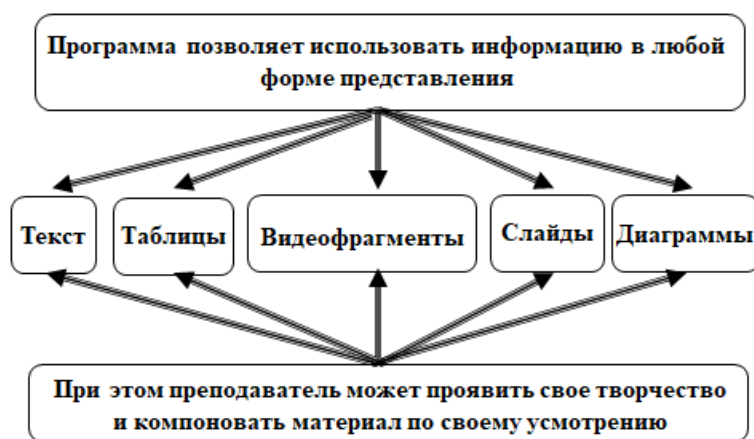 Программа позволяет использовать информацию в любой
форме представления
Текст
Таблицы
Видеофрагменты
Слайды
Диаграммы
При этом преподаватель может проявить свое творчество
и компоновать материал по своему усмотрению